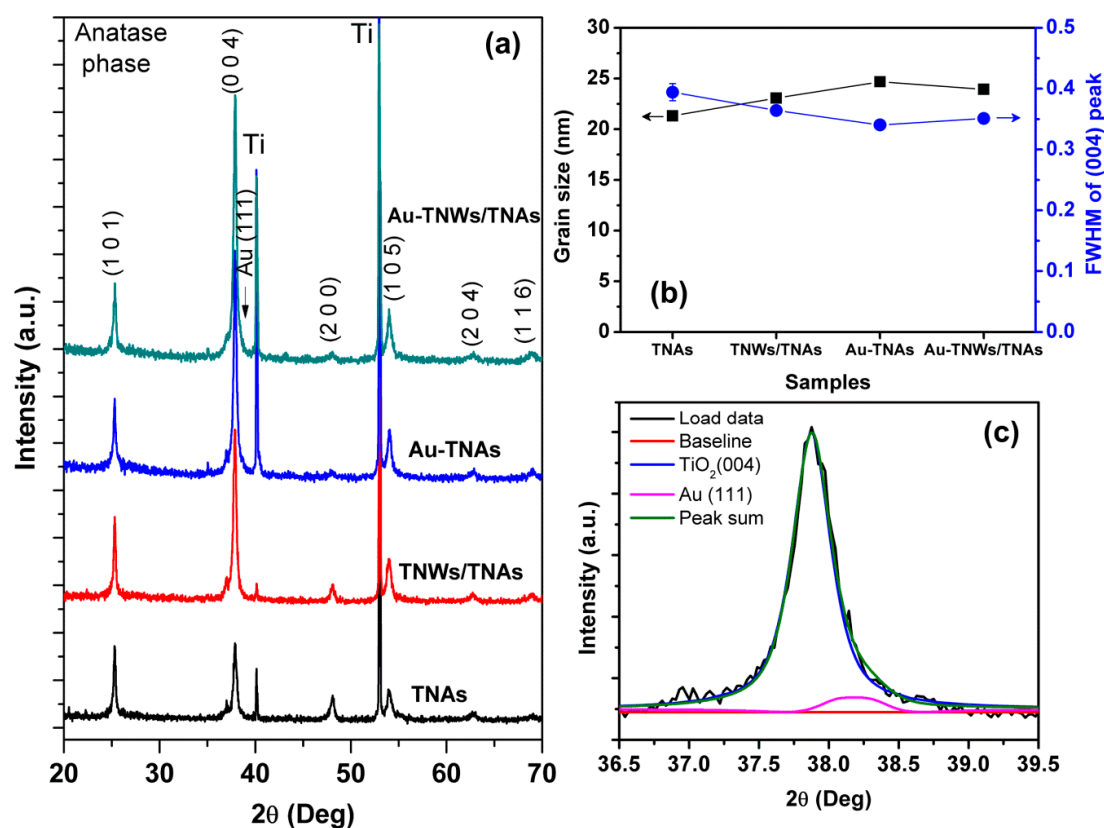 Anatase
phase
(a)
Ti
(0 0 4)
Ti
Au (111)
(1 0 1)
Au-TNWs/TNAs
(2 0 0)
(1 0 5)
(2 0 4)
(1 1 6)
Au-TNAs
TNWs/TNAs
TNAs
Intensity (a.u.)
20 30 40 50 60 70
2θ (Deg)
30
25
20
15
10
5
0
Grain size (nm)
0.5
0.4
0.3
0.2
0.1
0.0
FWHM of (004) peak
(b)
TNAs TNWs/TNAs Au-TNAs Au-TNWs/TNAs
Samples
(c)
Load data
Baseline
TiO₂(004)
Au (111)
Peak sum
Intensity (a.u.)
36.5 37.0 37.5 38.0 38.5 39.0 39.5
2θ (Deg)